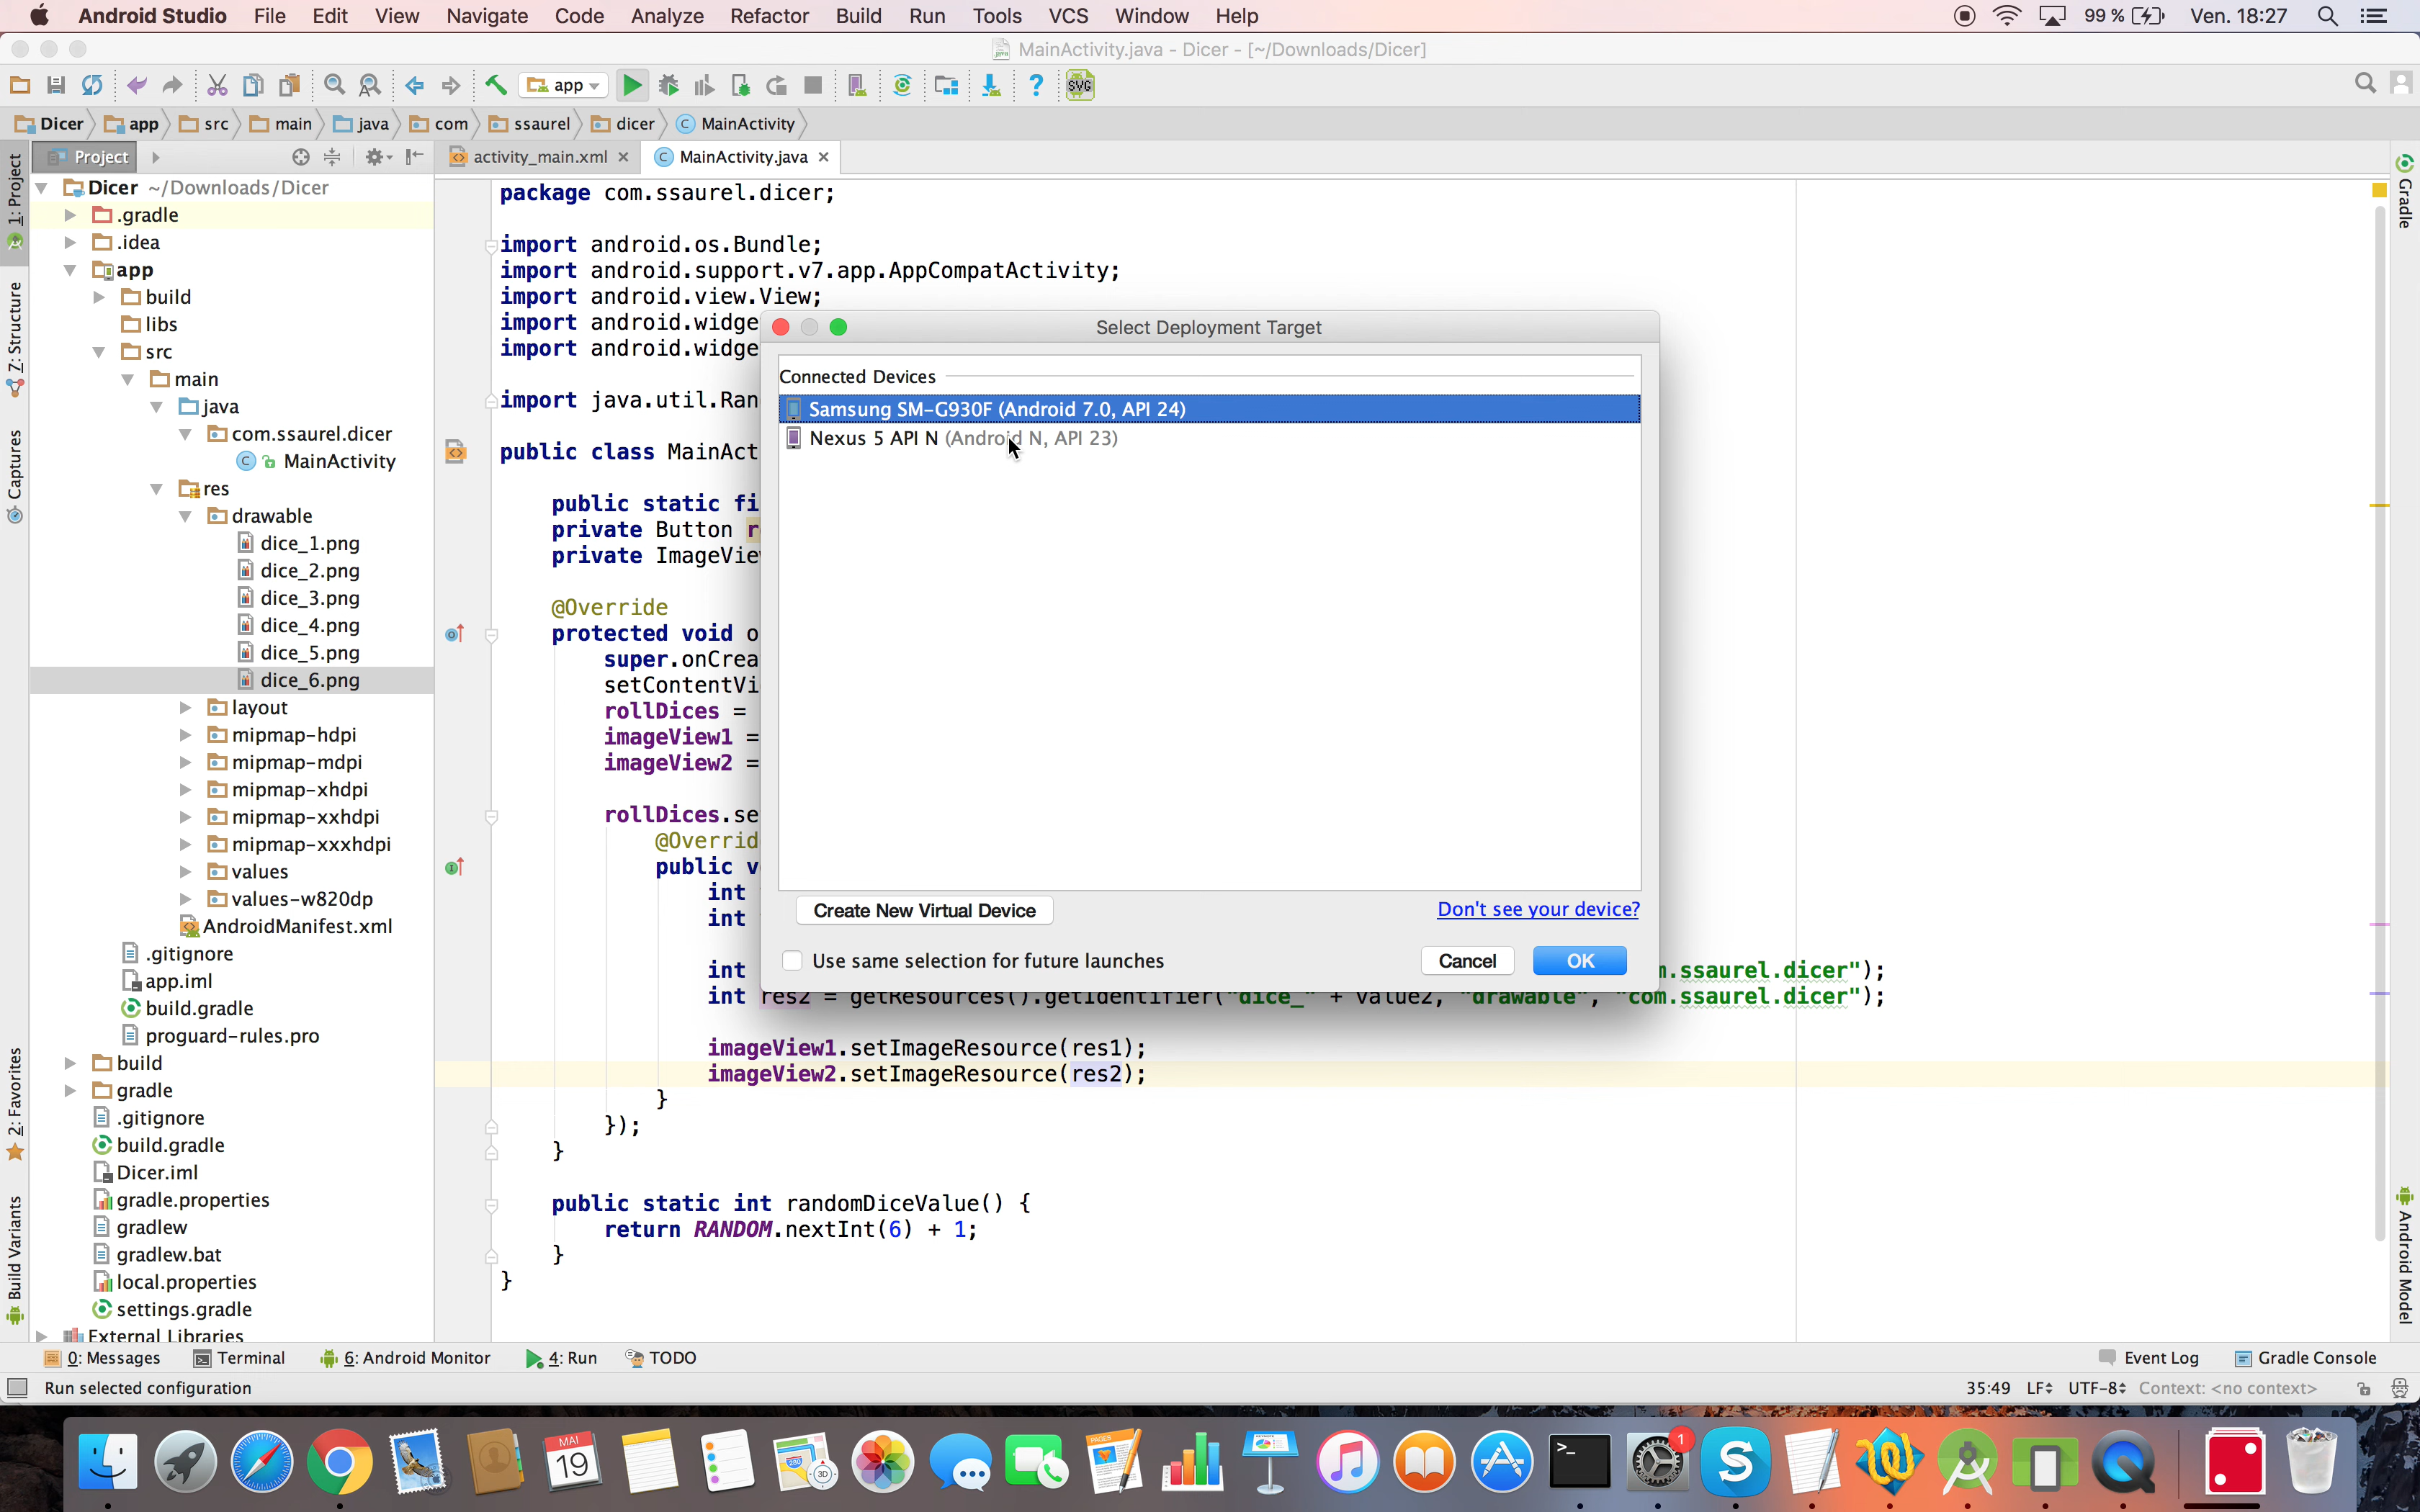 Android Studio File Edit View Navigate Code Analyze Refactor Build Run Tools VCS Window Help 99 % Ven. 18:27
MainActivity.java - Dicer - [~/Downloads/Dicer]
app SVG
Dicer app src main java com ssaurel dicer MainActivity
Project activity_main.xml MainActivity.java
1: Project
7: Structure
Captures
2: Favorites
Build Variants
Dicer ~/Downloads/Dicer
.gradle
.idea
app
build
libs
src
main
java
com.ssaurel.dicer
MainActivity
res
drawable
dice_1.png
dice_2.png
dice_3.png
dice_4.png
dice_5.png
dice_6.png
layout
mipmap-hdpi
mipmap-mdpi
mipmap-xhdpi
mipmap-xxhdpi
mipmap-xxxhdpi
values
values-w820dp
AndroidManifest.xml
.gitignore
app.iml
build.gradle
proguard-rules.pro
build
gradle
.gitignore
build.gradle
Dicer.iml
gradle.properties
gradlew
gradlew.bat
local.properties
settings.gradle
External Libraries
package com.ssaurel.dicer;
import android.os.Bundle;
import android.support.v7.app.AppCompatActivity;
import android.view.View;
import android.widge
import android.widge
import java.util.Ran
public class MainAct
public static fi
private Button r
private ImageVie
@Override
protected void o
super.onCrea
setContentVi
rollDices =
imageView1 =
imageView2 =
rollDices.se
@Overrid
public v
int
int
int m.ssaurel.dicer");
int res2 = getResources().getIdentifier("dice_" + value2, "drawable", "com.ssaurel.dicer");
imageView1.setImageResource(res1);
imageView2.setImageResource(res2);
}
});
}
public static int randomDiceValue() {
return RANDOM.nextInt(6) + 1;
}
}
Select Deployment Target
Connected Devices
Samsung SM-G930F (Android 7.0, API 24)
Nexus 5 API N (Android N, API 23)
Create New Virtual Device Don't see your device?
Use same selection for future launches Cancel OK
Gradle
Android Model
0: Messages Terminal 6: Android Monitor 4: Run TODO Event Log Gradle Console
Run selected configuration 35:49 LF UTF-8 Context: <no context>
MAI
19
280
3D
PAGES
>_
1
S